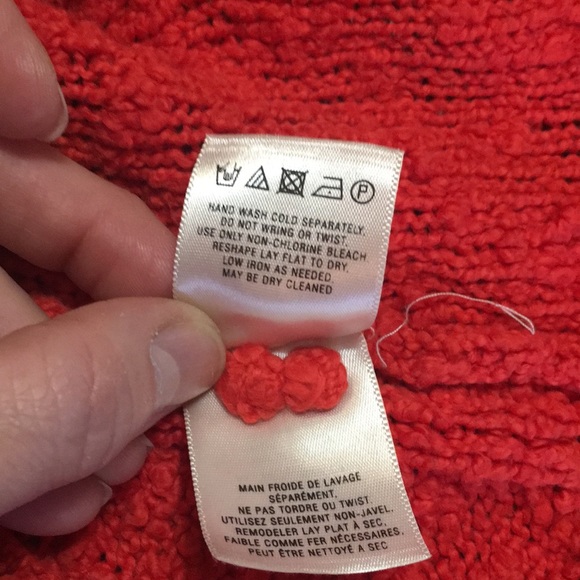 P
HAND WASH COLD SEPARATELY.
DO NOT WRING OR TWIST.
USE ONLY NON-CHLORINE BLEACH
RESHAPE LAY FLAT TO DRY.
LOW IRON AS NEEDED.
MAY BE DRY CLEANED
MAIN FROIDE DE LAVAGE
SÉPARÉMENT.
NE PAS TORDRE OU TWIST.
UTILISEZ SEULEMENT NON-JAVEL.
REMODELER LAY PLAT À SEC.
FAIBLE COMME FER NÉCESSAIRES.
PEUT ÊTRE NETTOYÉ A SEC